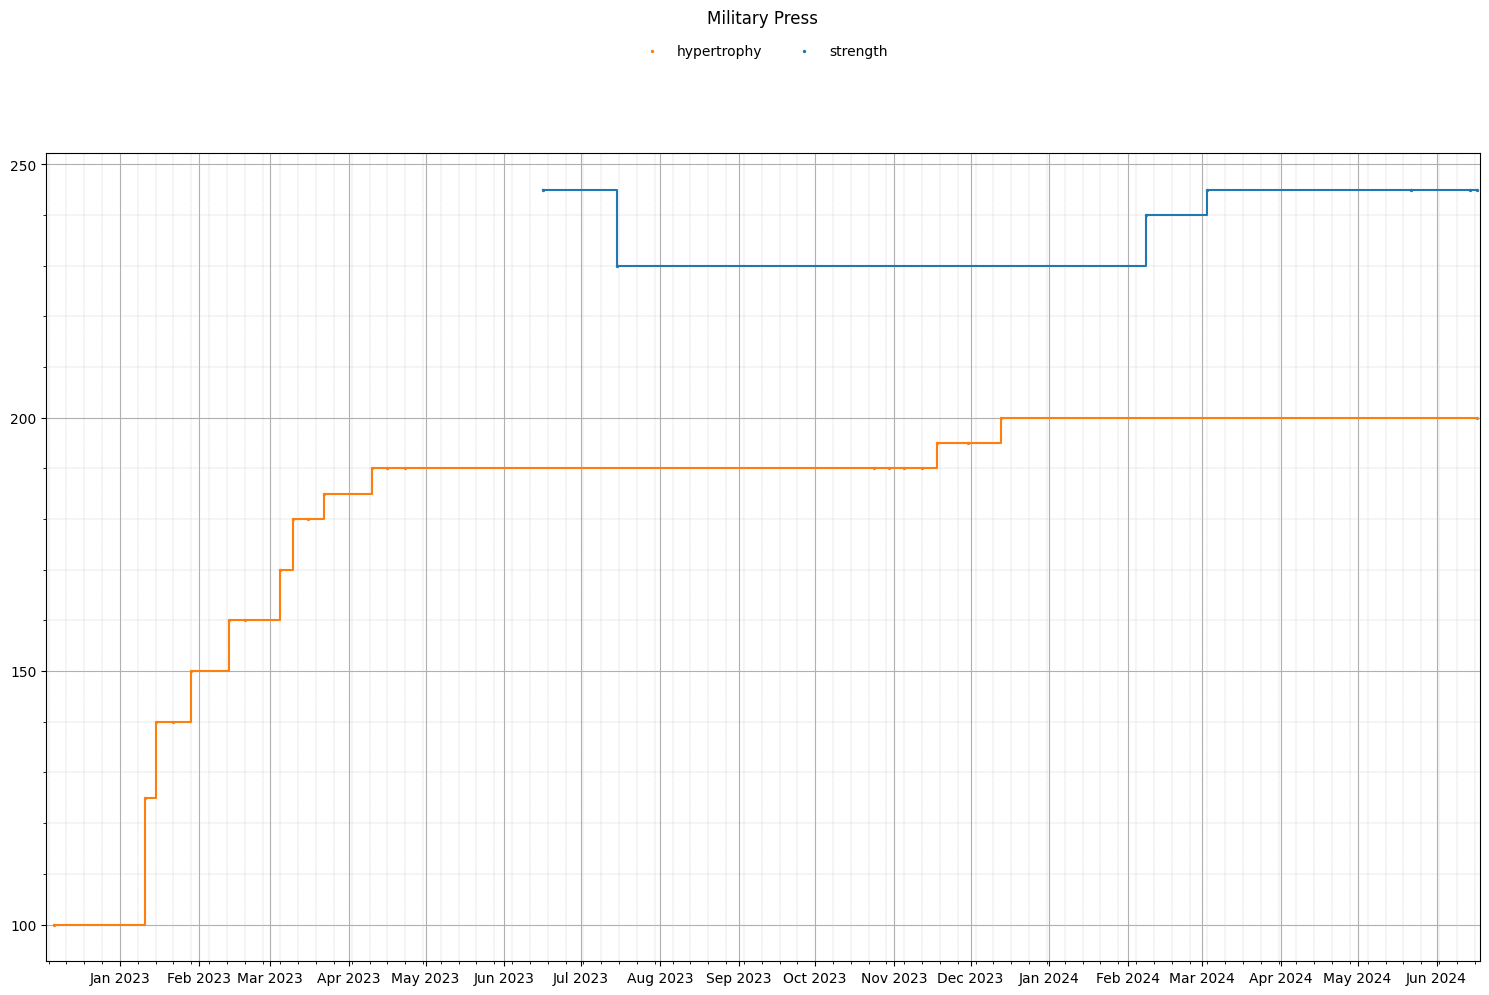 Military Press
hypertrophy strength
250
200
150
100
Jan 2023 Feb 2023 Mar 2023 Apr 2023 May 2023 Jun 2023 Jul 2023 Aug 2023 Sep 2023 Oct 2023 Nov 2023 Dec 2023 Jan 2024 Feb 2024 Mar 2024 Apr 2024 May 2024 Jun 2024